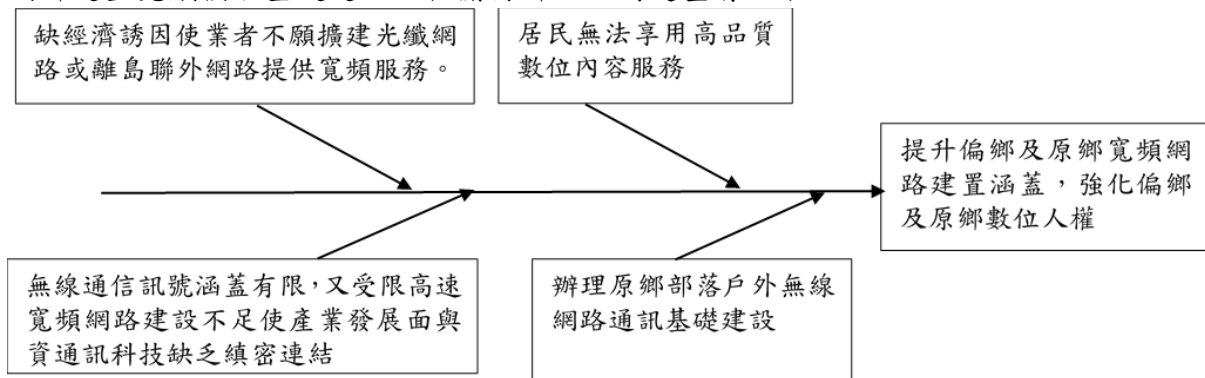 缺經濟誘因使業者不願擴建光纖網
路或離島聯外網路提供寬頻服務。
居民無法享用高品質
數位內容服務
提升偏鄉及原鄉寬頻網
路建置涵蓋，強化偏鄉
及原鄉數位人權
無線通信訊號涵蓋有限，又受限高速
寬頻網路建設不足使產業發展面與
資通訊科技缺乏縝密連結
辦理原鄉部落戶外無線
網路通訊基礎建設